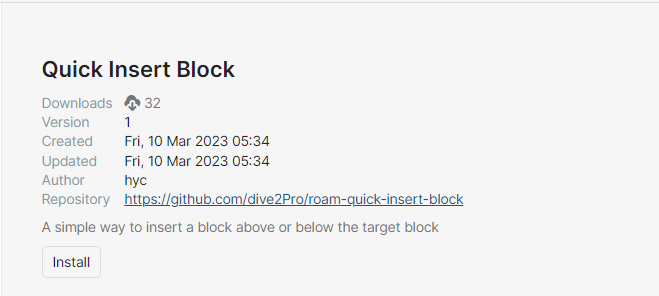 Quick Insert Block
Downloads 32
Version 1
Created Fri, 10 Mar 2023 05:34
Updated Fri, 10 Mar 2023 05:34
Author hyc
Repository https://github.com/dive2Pro/roam-quick-insert-block
A simple way to insert a block above or below the target block
Install